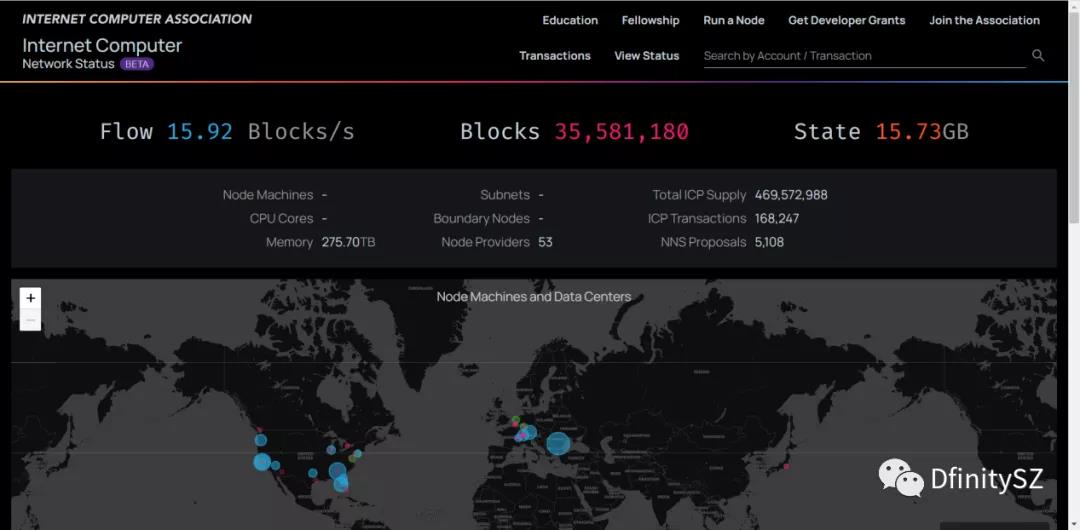 INTERNET COMPUTER ASSOCIATION
Education Fellowship Run a Node Get Developer Grants Join the Association
Internet Computer
Network Status BETA
Transactions View Status Search by Account / Transaction
Flow 15.92 Blocks/s Blocks 35,581,180 State 15.73GB
Node Machines - Subnets - Total ICP Supply 469,572,988
CPU Cores - Boundary Nodes - ICP Transactions 168,247
Memory 275.70TB Node Providers 53 NNS Proposals 5,108
+
Node Machines and Data Centers
−
DfinitySZ